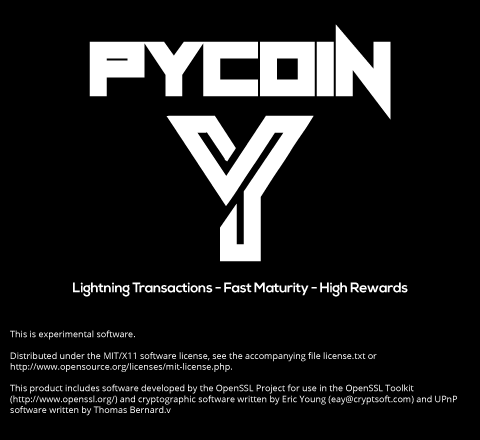 PYCOIN
Lightning Transactions - Fast Maturity - High Rewards
This is experimental software.
Distributed under the MIT/X11 software license, see the accompanying file license.txt or
http://www.opensource.org/licenses/mit-license.php.
This product includes software developed by the OpenSSL Project for use in the OpenSSL Toolkit
(http://www.openssl.org/) and cryptographic software written by Eric Young (eay@cryptsoft.com) and UPnP
software written by Thomas Bernard.v